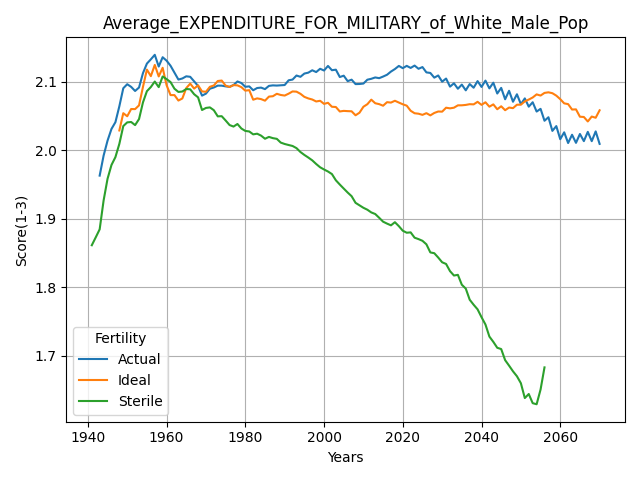 Average_EXPENDITURE_FOR_MILITARY_of_White_Male_Pop
Score(1-3)
2.1
2.0
1.9
1.8
1.7
Fertility
Actual
Ideal
Sterile
1940 1960 1980 2000 2020 2040 2060
Years